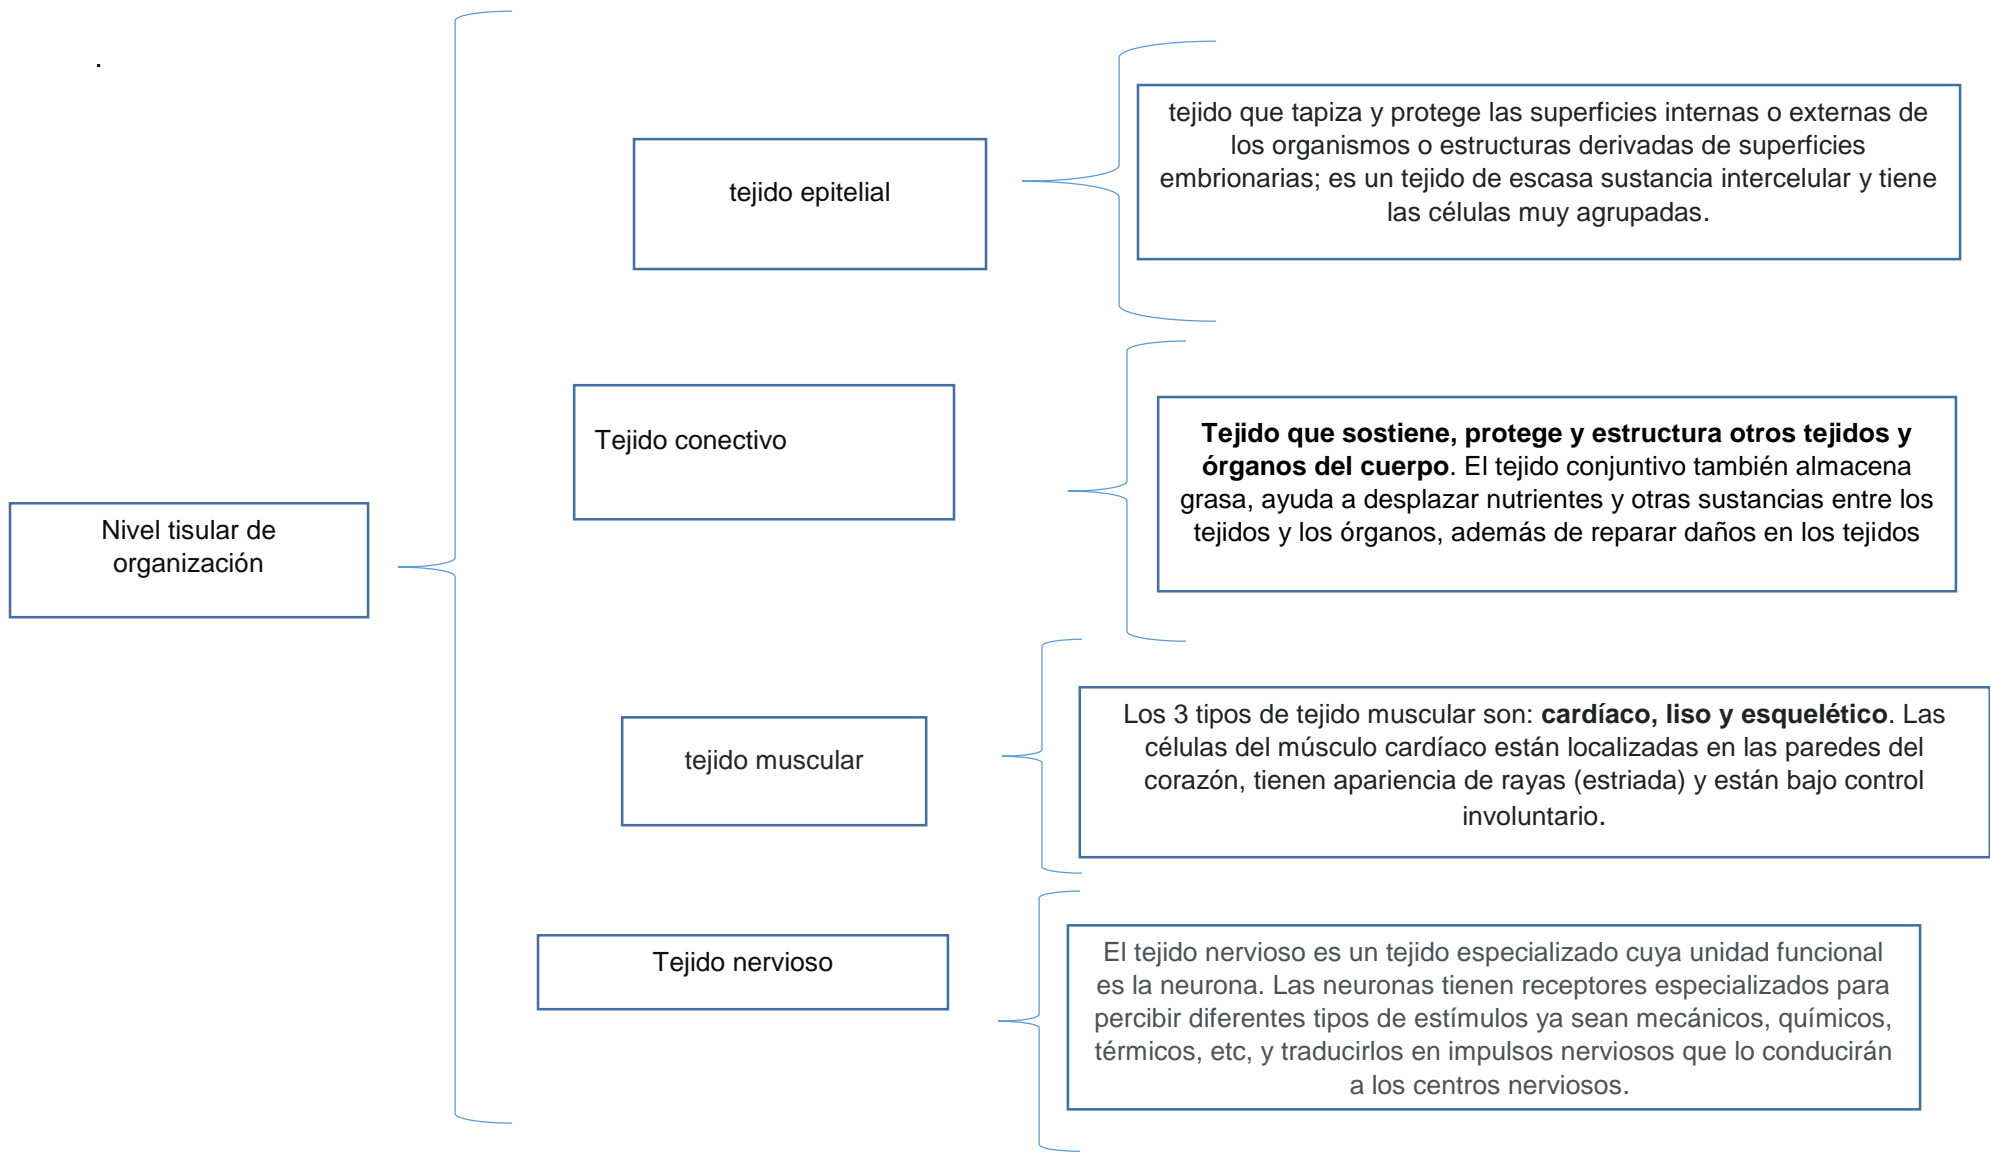 .
Nivel tisular de
organización
tejido epitelial
tejido que tapiza y protege las superficies internas o externas de
los organismos o estructuras derivadas de superficies
embrionarias; es un tejido de escasa sustancia intercelular y tiene
las células muy agrupadas.
Tejido conectivo
Tejido que sostiene, protege y estructura otros tejidos y
órganos del cuerpo. El tejido conjuntivo también almacena
grasa, ayuda a desplazar nutrientes y otras sustancias entre los
tejidos y los órganos, además de reparar daños en los tejidos
tejido muscular
Los 3 tipos de tejido muscular son: cardíaco, liso y esquelético. Las
células del músculo cardíaco están localizadas en las paredes del
corazón, tienen apariencia de rayas (estriada) y están bajo control
involuntario.
Tejido nervioso
El tejido nervioso es un tejido especializado cuya unidad funcional
es la neurona. Las neuronas tienen receptores especializados para
percibir diferentes tipos de estímulos ya sean mecánicos, químicos,
térmicos, etc, y traducirlos en impulsos nerviosos que lo conducirán
a los centros nerviosos.